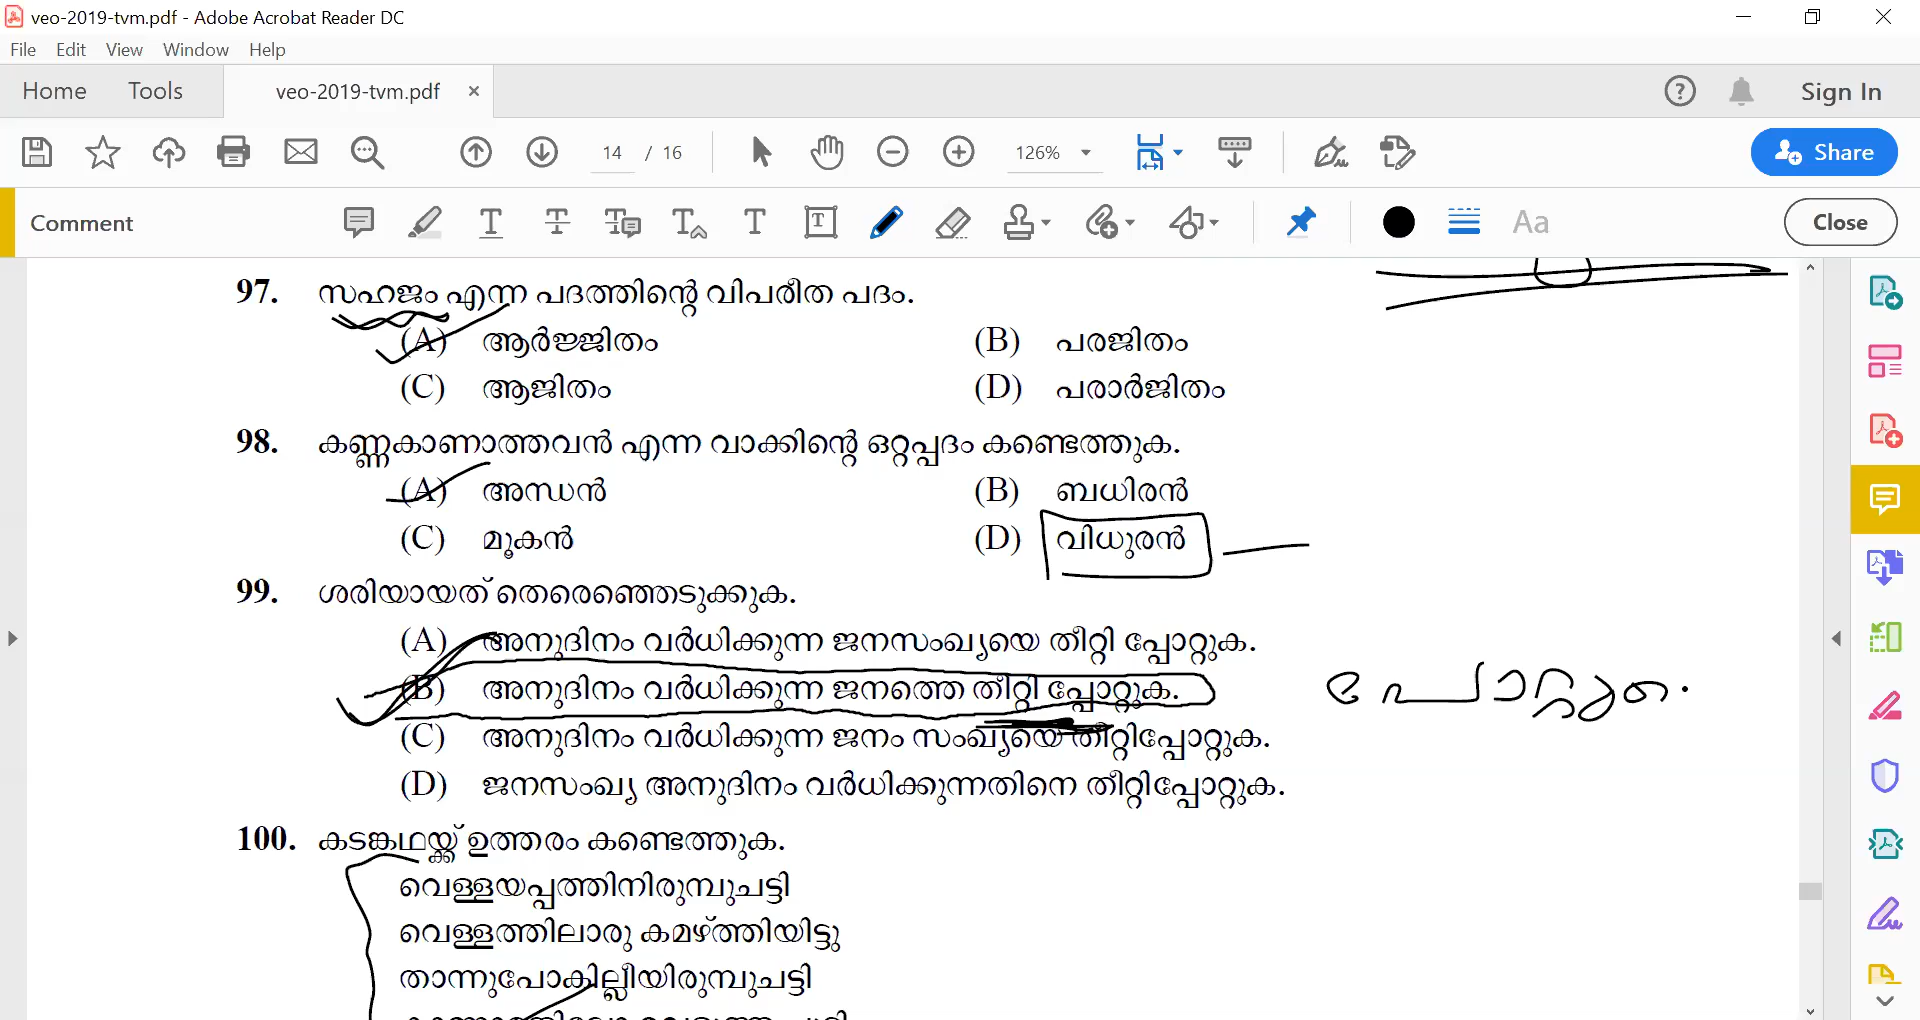 veo-2019-tvm.pdf - Adobe Acrobat Reader DC
File Edit View Window Help
Home Tools veo-2019-tvm.pdf × Sign In
14 / 16 126% Share
Comment Aa Close
97. സഹജം എന്ന പദത്തിന്റെ വിപരീത പദം.
(A) ആർജ്ജിതം (B) പരജിതം
(C) ആജിതം (D) പരാർജിതം
98. കണ്ണുകാണാത്തവൻ എന്ന വാക്കിന്റെ ഒറ്റപ്പദം കണ്ടെത്തുക.
(A) അന്ധൻ (B) ബധിരൻ
(C) മൂകൻ (D) വിധുരൻ
99. ശരിയായത് തെരെഞ്ഞെടുക്കുക.
(A) അനുദിനം വർധിക്കുന്ന ജനസംഖ്യയെ തീറ്റി പ്പോറ്റുക.
(B) അനുദിനം വർധിക്കുന്ന ജനത്തെ തീറ്റി പ്പോറ്റുക. പോറ്റുക.
(C) അനുദിനം വർധിക്കുന്ന ജനം സംഖ്യയെ തീറ്റിപ്പോറ്റുക.
(D) ജനസംഖ്യ അനുദിനം വർധിക്കുന്നതിനെ തീറ്റിപ്പോറ്റുക.
100. കടങ്കഥയ്ക്ക് ഉത്തരം കണ്ടെത്തുക.
വെള്ളയപ്പത്തിനിരുമ്പുചട്ടി
വെള്ളത്തിലാരു കമഴ്ത്തിയിട്ടു
താന്നുപോകില്ലീയിരുമ്പുചട്ടി